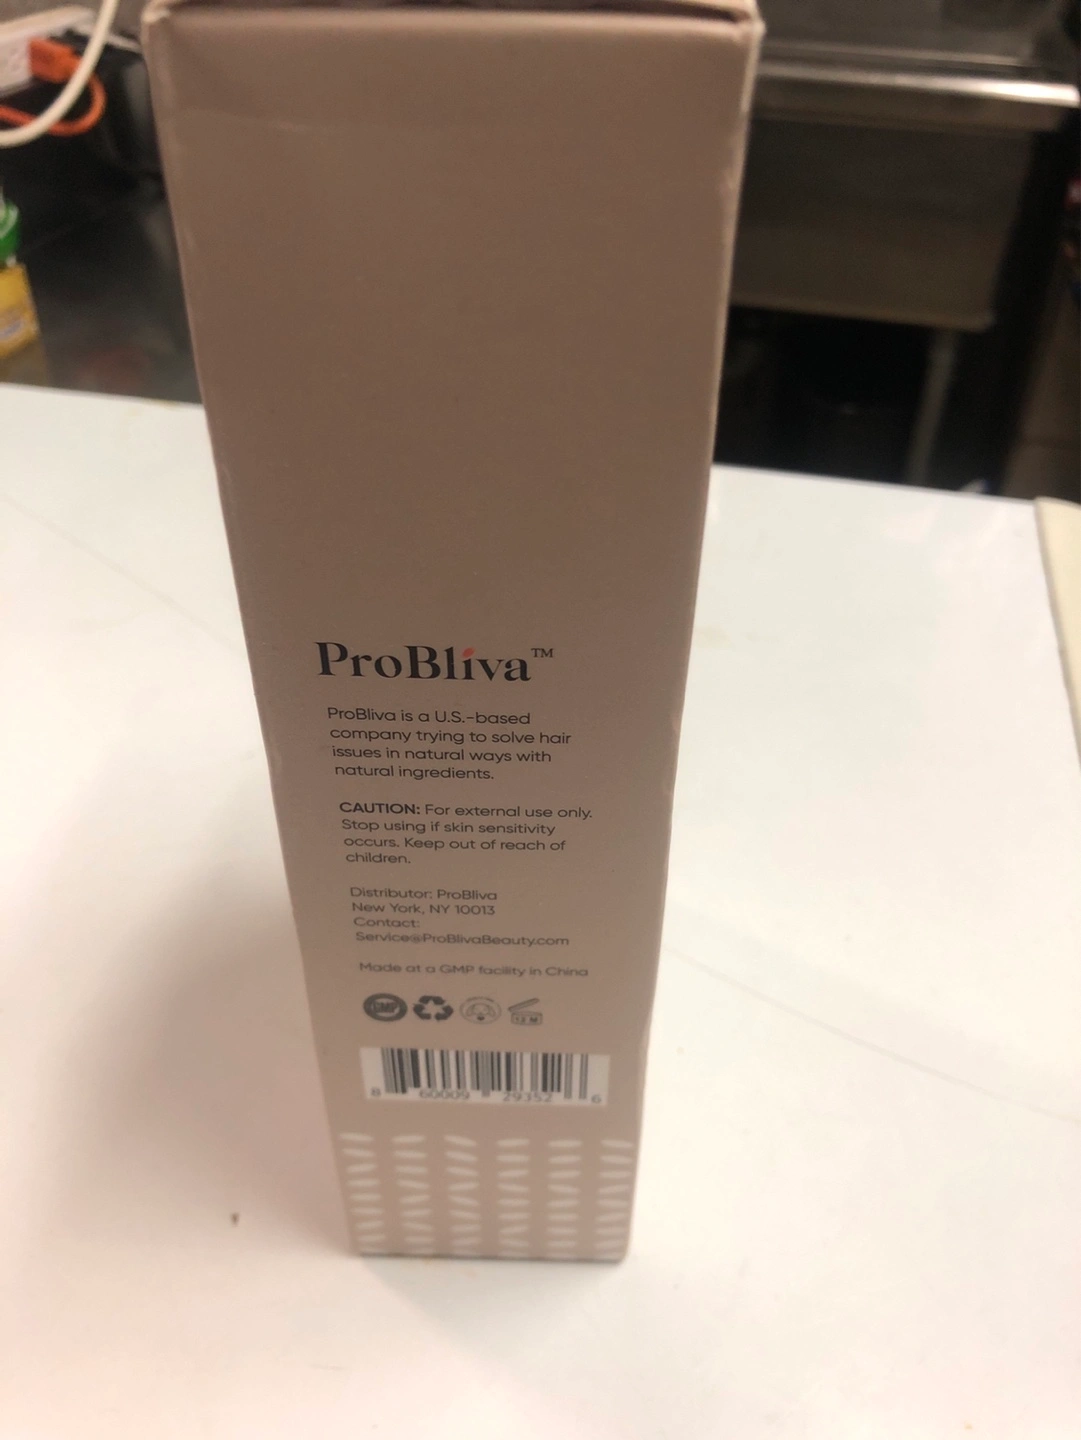 ProBliva™
ProBliva is a U.S.-based
company trying to solve hair
issues in natural ways with
natural ingredients.
CAUTION: For external use only.
Stop using if skin sensitivity
occurs. Keep out of reach of
children.
Distributor: ProBliva
New York, NY 10013
Contact:
Service@ProBlivaBeauty.com
Made at a GMP facility in China
GMP
12 M
8 60009 29352 6